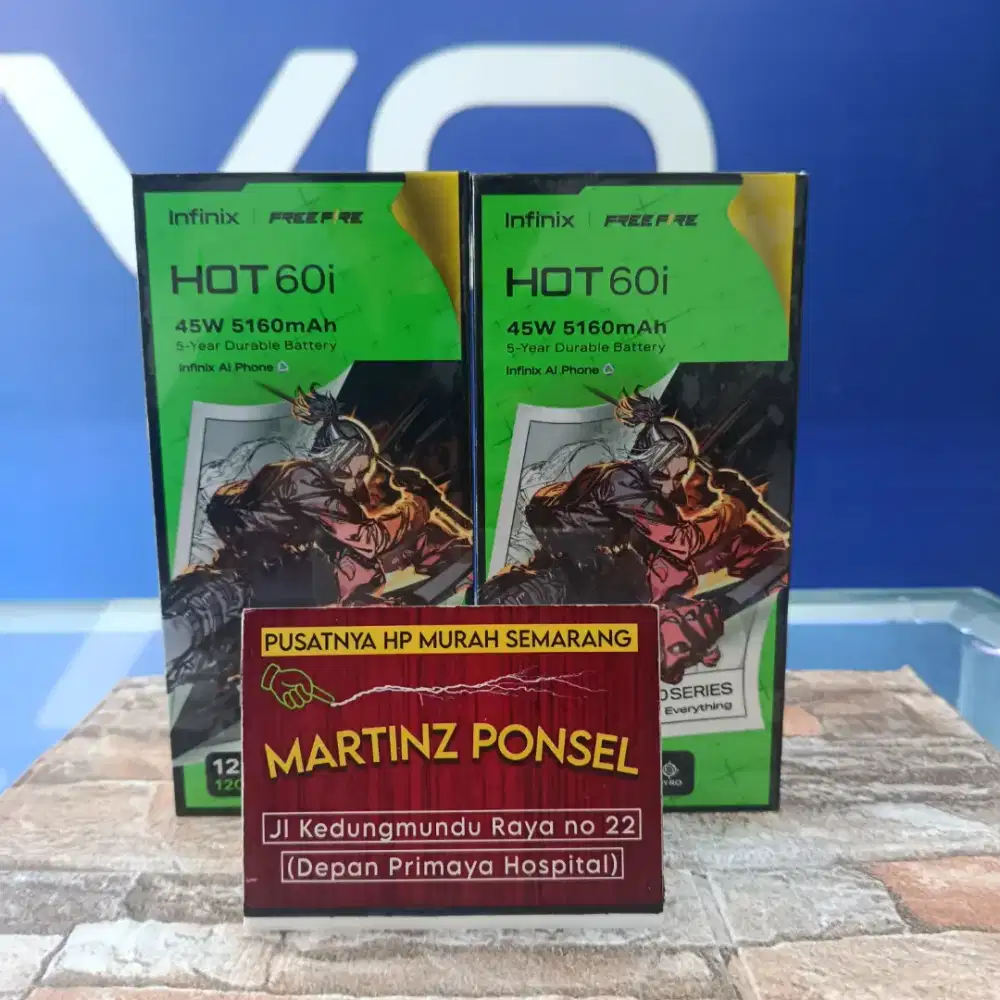 Infinix | FREE FIRE
HOT 60i
45W 5160mAh
5-Year Durable Battery
Infinix AI Phone
Infinix | FREE FIRE
HOT 60i
45W 5160mAh
5-Year Durable Battery
Infinix AI Phone
SERIES
Everything
PUSATNYA HP MURAH SEMARANG
MARTINZ PONSEL
Jl Kedungmundu Raya no 22
(Depan Primaya Hospital)